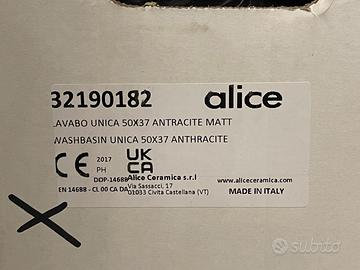 32190182 alice
LAVABO UNICA 50X37 ANTRACITE MATT
WASHBASIN UNICA 50X37 ANTHRACITE
CE 2017 UK
PH CA
DOP-14688 Alice Ceramica s.r.l
Via Sassacci, 17 www.aliceceramica.com
EN 14688 - CL 00 CA DA 01033 Civita Castellana (VT) MADE IN ITALY
subito